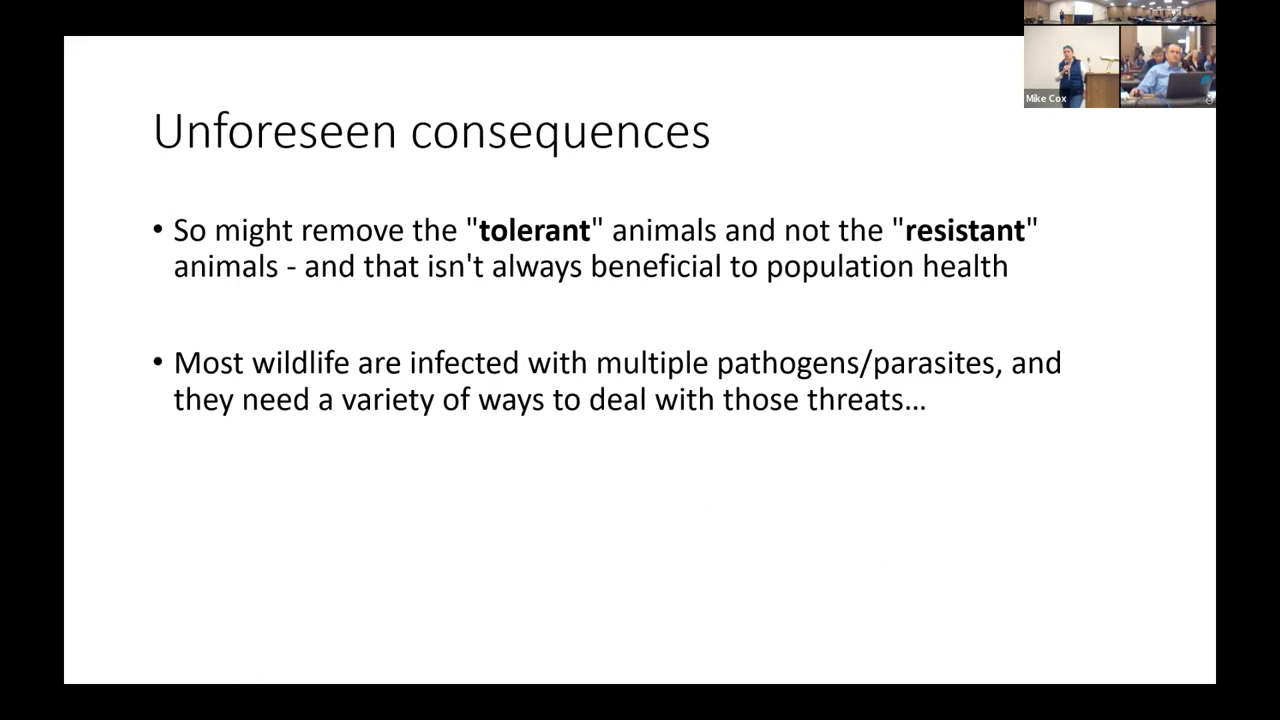 Mike Cox
Unforeseen consequences
• So might remove the "tolerant" animals and not the "resistant"
animals - and that isn't always beneficial to population health
• Most wildlife are infected with multiple pathogens/parasites, and
they need a variety of ways to deal with those threats…